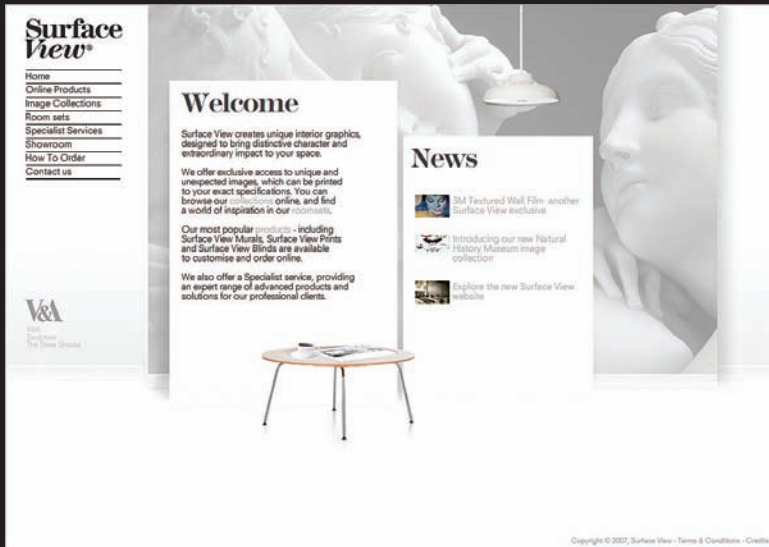 Surface
View®
Home
Online Products
Image Collections
Room sets
Specialist Services
Showroom
How To Order
Contact us
Welcome
Surface View creates unique interior graphics,
designed to bring distinctive character and
extraordinary impact to your space.
We offer exclusive access to unique and
unexpected images, which can be printed
to your exact specifications. You can
browse our collections online, and find
a world of inspiration in our roomsets.
Our most popular products - including
Surface View Murals, Surface View Prints
and Surface View Blinds are available
to customise and order online.
We also offer a Specialist service, providing
an expert range of advanced products and
solutions for our professional clients.
News
3M Textured Wall Film another
Surface View exclusive
Introducing our new Natural
History Museum image
collection
Explore the new Surface View
website
V&A
V&A
Sculpture
The Three Graces
Copyright © 2007, Surface View - Terms & Conditions - Credits